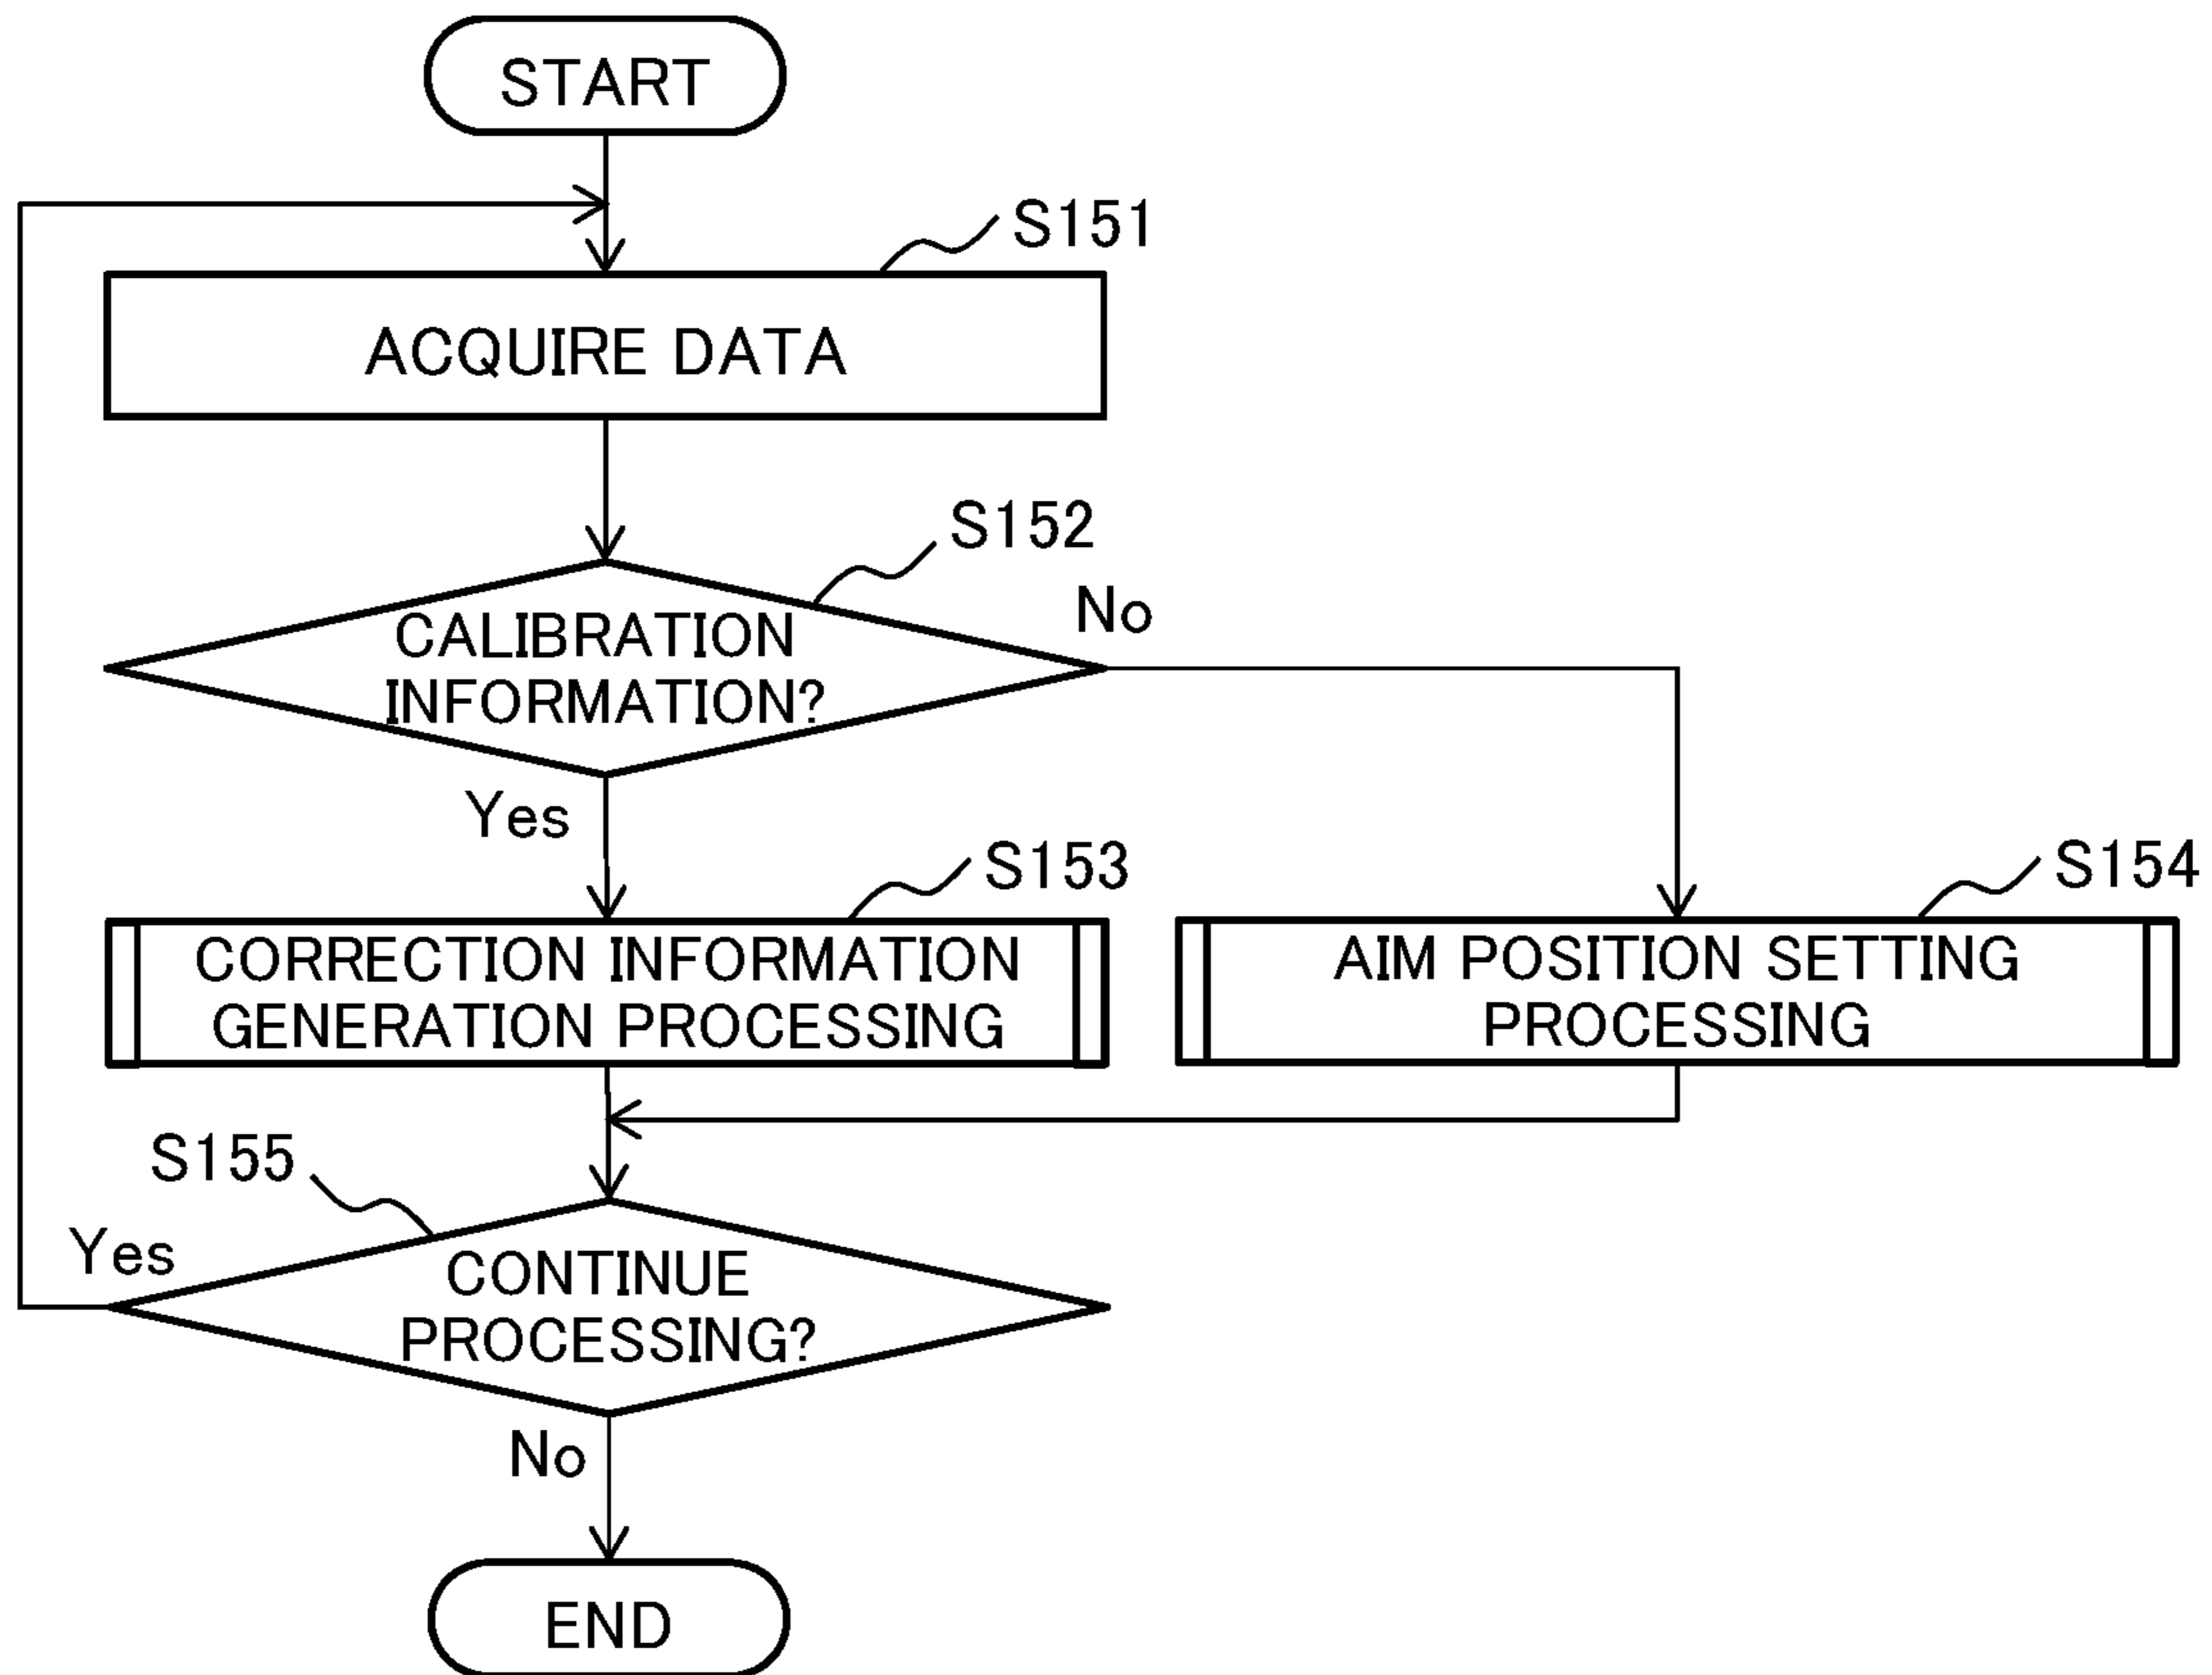 START
S151
ACQUIRE DATA
S152
No
CALIBRATION
INFORMATION?
Yes
S153
S154
CORRECTION INFORMATION
GENERATION PROCESSING
AIM POSITION SETTING
PROCESSING
S155
Yes
CONTINUE
PROCESSING?
No
END